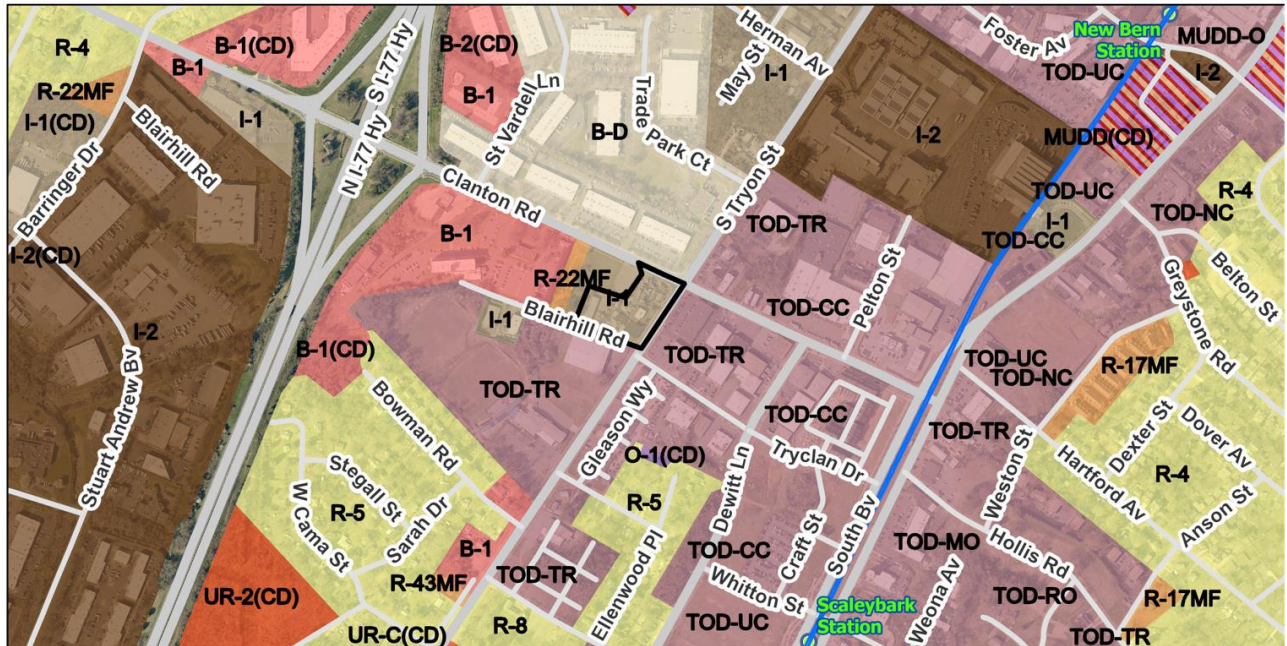 R-4
B-1(CD)
B-1
B-2(CD)
B-1
Herman Av
May St
I-1
Foster Av
New Bern
Station
MUDD-O
TOD-UC
I-2
R-22MF
I-1(CD)
Blairhill Rd
I-1
N I-77 Hy
S I-77 Hy
St Vardell Ln
Trade Park Ct
B-D
I-2
MUDD(CD)
Barringer Dr
Clanton Rd
S Tryon St
TOD-UC
I-1
R-4
TOD-NC
I-2(CD)
B-1
TOD-TR
TOD-CC
Belton St
I-2
R-22MF
I-1
TOD-CC
Pelton St
Greystone Rd
I-1
Blairhill Rd
B-1(CD)
TOD-TR
TOD-TR
TOD-UC
TOD-NC
R-17MF
Stuart Andrew Bv
Bowman Rd
Gleason Wy
TOD-CC
TOD-TR
Dexter St
Dover Av
O-1(CD)
Tryclan Dr
Weston St
Hartford Av
R-4
Stegall St
W Cama St
R-5
Sarah Dr
R-5
Dewitt Ln
Anson St
B-1
TOD-CC
Craft St
South Bv
TOD-MO
Hollis Rd
UR-2(CD)
R-43MF
TOD-TR
Ellenwood Pl
Whitton St
Weona Av
TOD-RO
R-17MF
UR-C(CD)
R-8
TOD-UC
Scaleybark
Station
TOD-TR